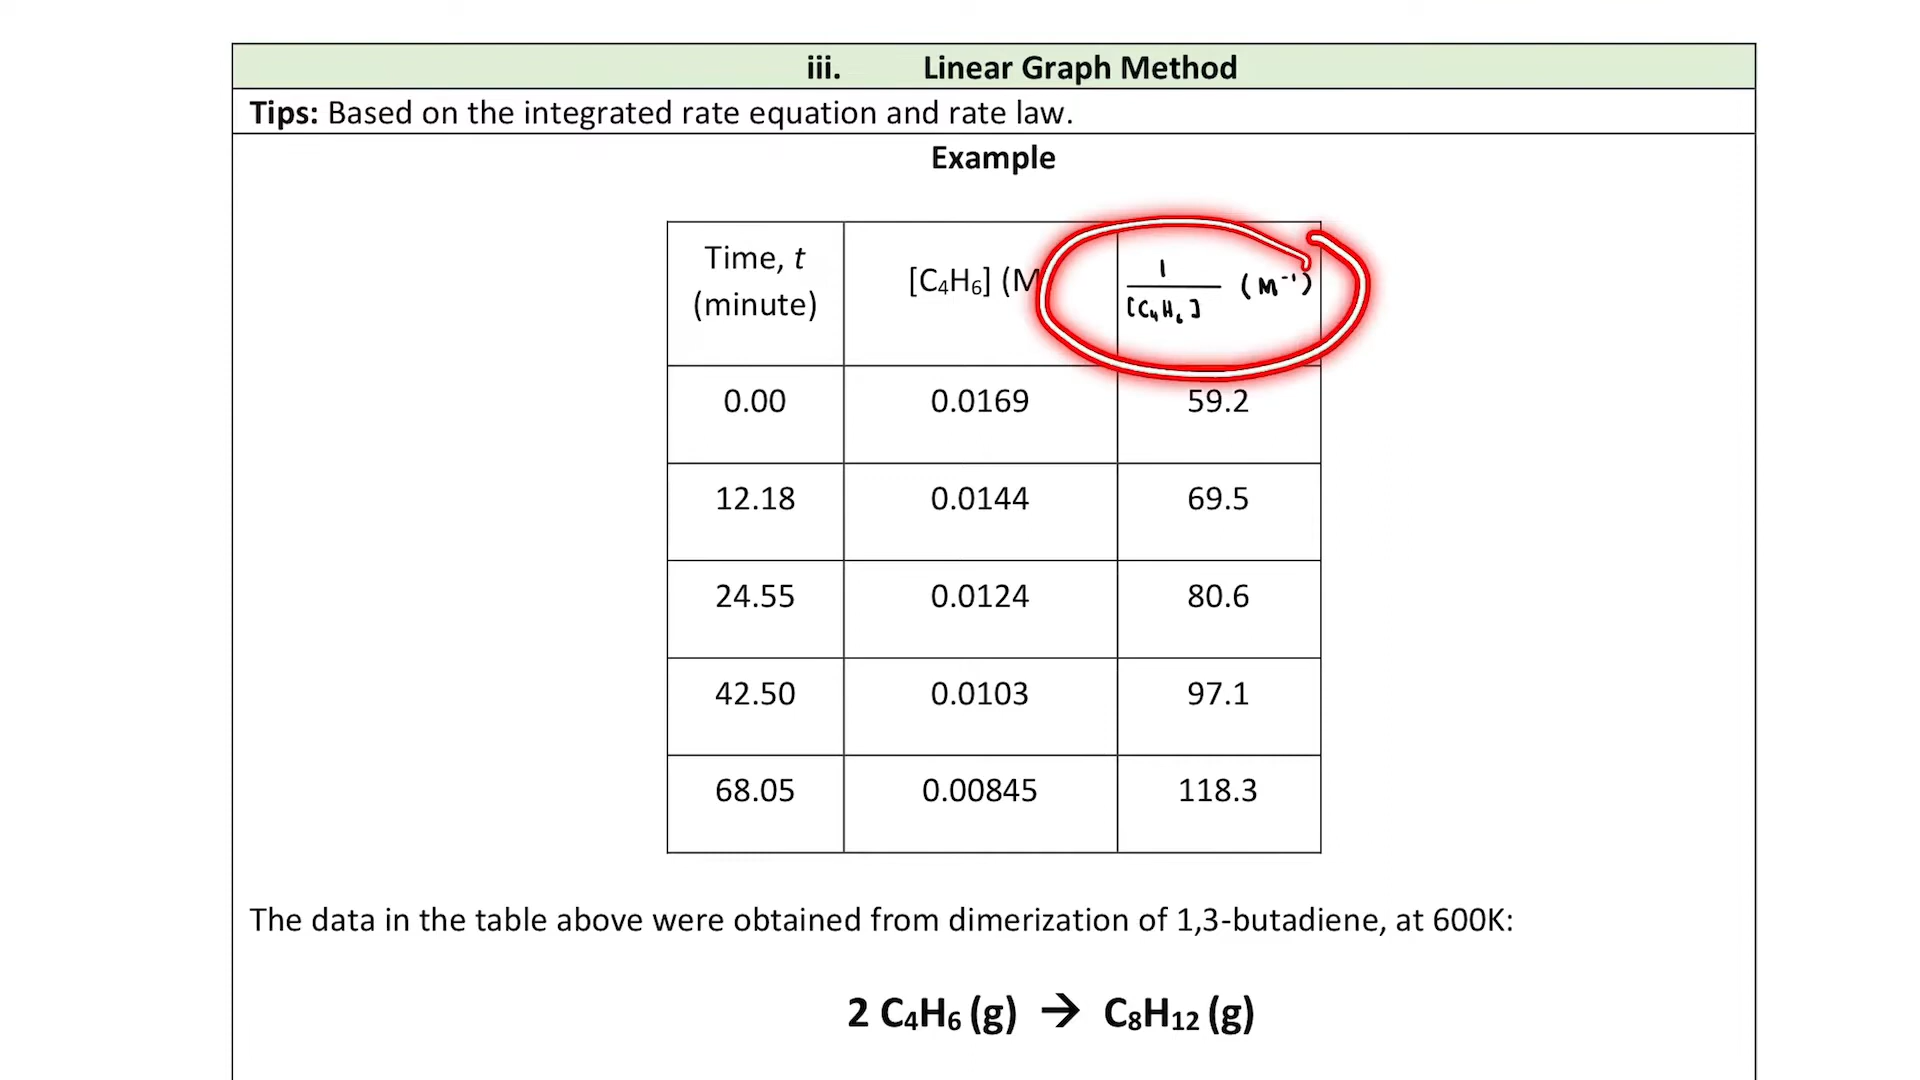 iii. Linear Graph Method
Tips: Based on the integrated rate equation and rate law.
Example
Time, t
(minute)
[C₄H₆] (M
1
[C₄H₆]
(M⁻¹)
0.00 0.0169 59.2
12.18 0.0144 69.5
24.55 0.0124 80.6
42.50 0.0103 97.1
68.05 0.00845 118.3
The data in the table above were obtained from dimerization of 1,3-butadiene, at 600K:
2 C₄H₆ (g) → C₈H₁₂ (g)